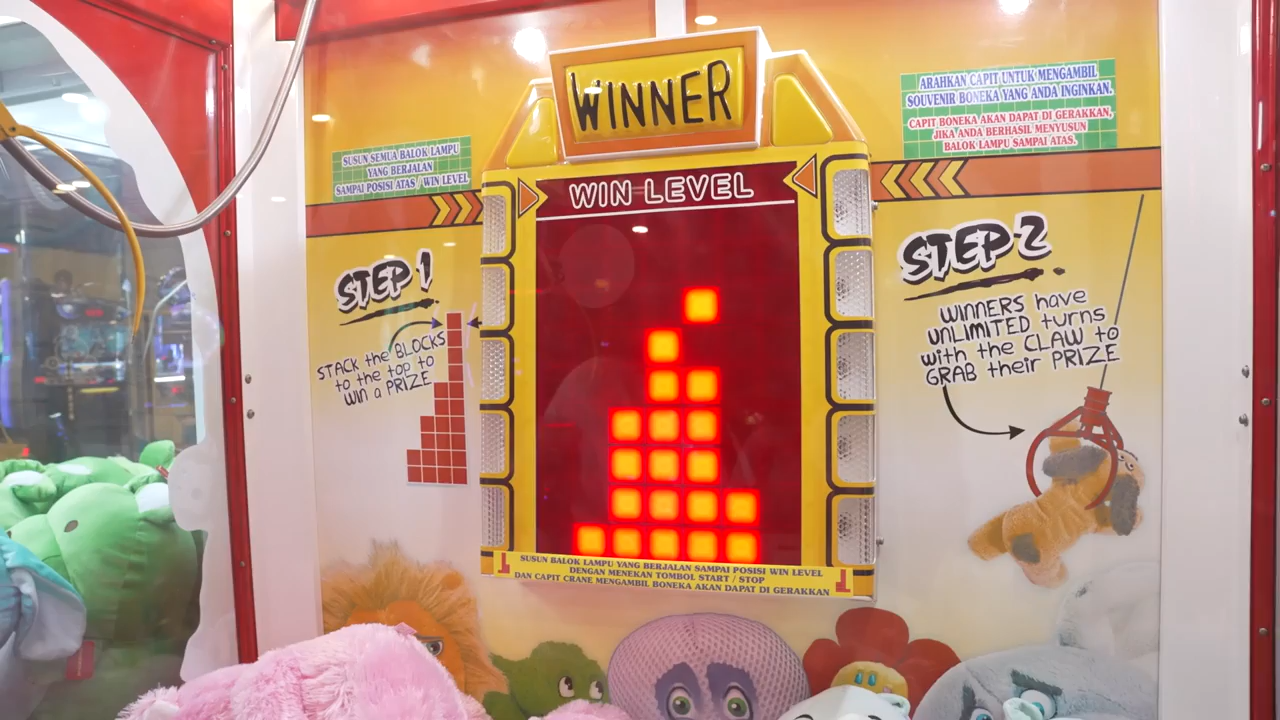 WINNER
WIN LEVEL
SUSUN SEMUA BALOK LAMPU
YANG BERJALAN
SAMPAI POSISI ATAS / WIN LEVEL
STEP 1
STACK the BLOCKS
to the top to
WIN a PRIZE
ARAHKAN CAPIT UNTUK MENGAMBIL
SOUVENIR BONEKA YANG ANDA INGINKAN.
CAPIT BONEKA AKAN DAPAT DI GERAKKAN,
JIKA ANDA BERHASIL MENYUSUN
BALOK LAMPU SAMPAI ATAS.
STEP 2
WINNERS have
UNLIMITED turns
with the CLAW to
GRAB their PRIZE
SUSUN BALOK LAMPU YANG BERJALAN SAMPAI POSISI WIN LEVEL
DENGAN MENEKAN TOMBOL START / STOP
DAN CAPIT CRANE MENGAMBIL BONEKA AKAN DAPAT DI GERAKKAN